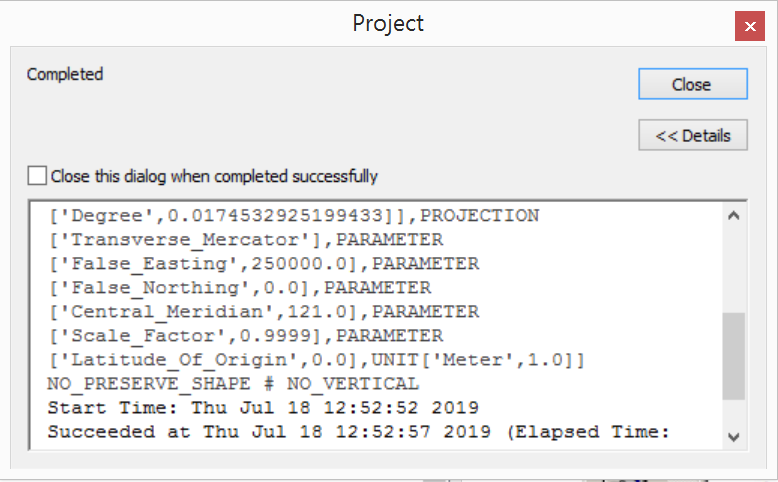 Project
Completed
Close
<< Details
Close this dialog when completed successfully
['Degree',0.0174532925199433]],PROJECTION
['Transverse_Mercator'],PARAMETER
['False_Easting',250000.0],PARAMETER
['False_Northing',0.0],PARAMETER
['Central_Meridian',121.0],PARAMETER
['Scale_Factor',0.9999],PARAMETER
['Latitude_Of_Origin',0.0],UNIT['Meter',1.0]]
NO_PRESERVE_SHAPE # NO_VERTICAL
Start Time: Thu Jul 18 12:52:52 2019
Succeeded at Thu Jul 18 12:52:57 2019 (Elapsed Time: